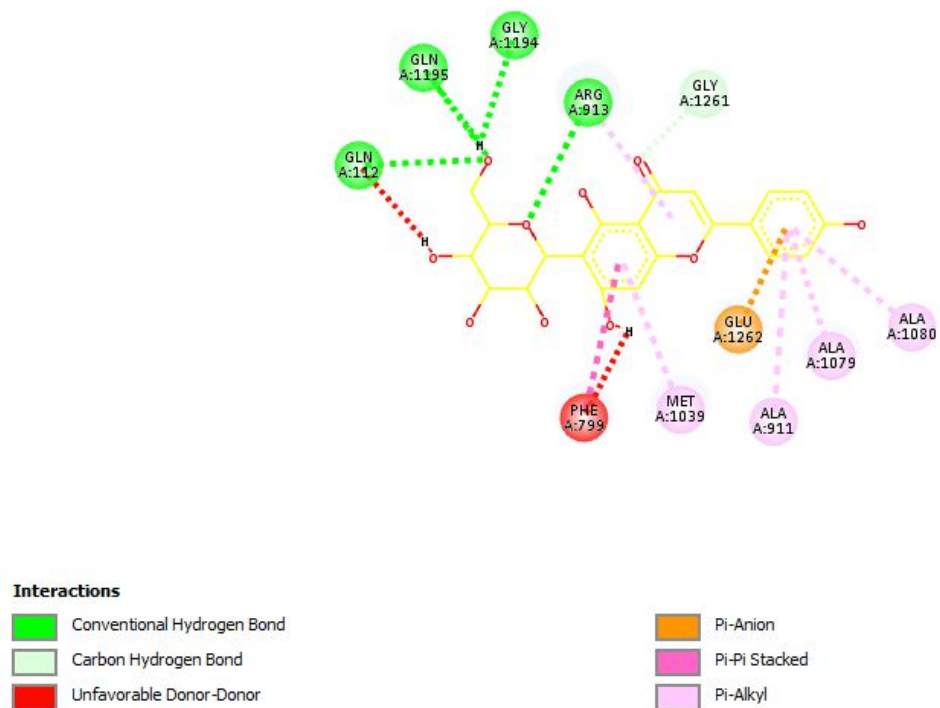 GLY
A:1194
GLN
A:1195
ARG
A:913
GLY
A:1261
GLN
A:112
H
O
O
O
O
H
O
O
O
O
O
O
O
H
GLU
A:1262
ALA
A:1080
ALA
A:1079
PHE
A:799
MET
A:1039
ALA
A:911
Interactions
Conventional Hydrogen Bond
Carbon Hydrogen Bond
Unfavorable Donor-Donor
Pi-Anion
Pi-Pi Stacked
Pi-Alkyl